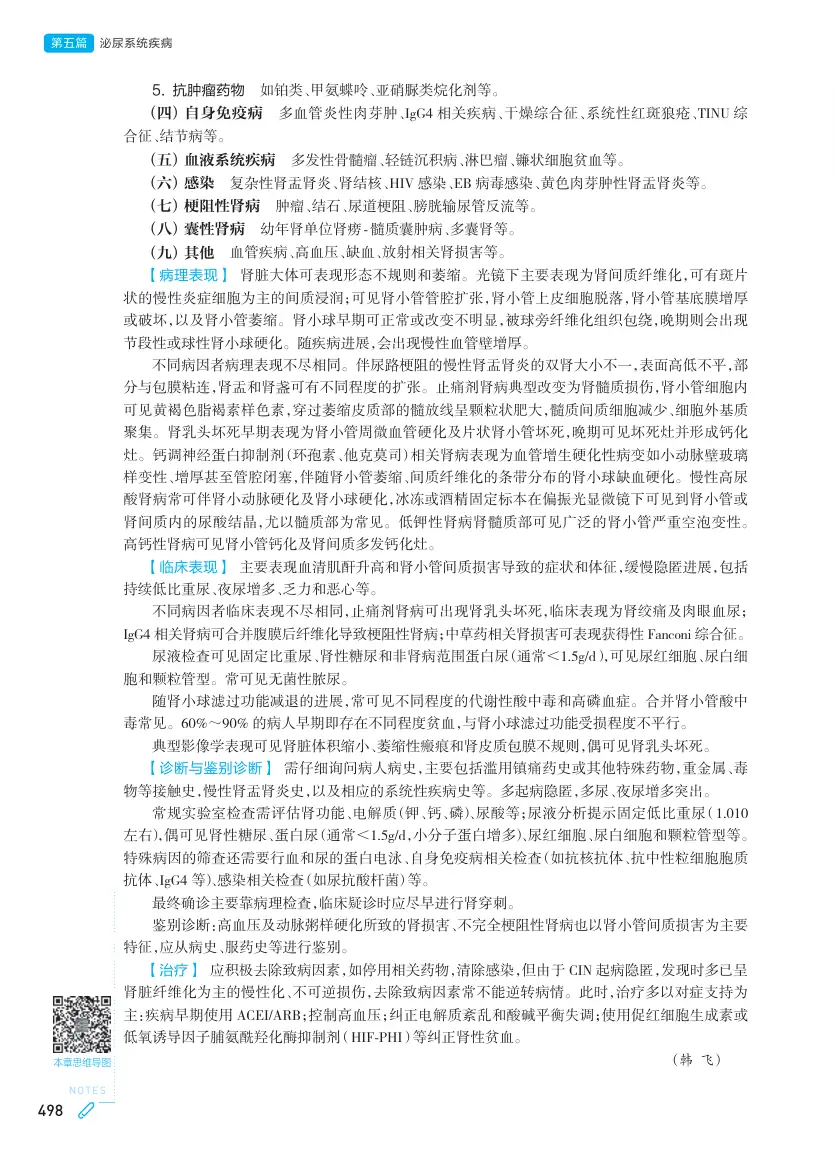 第五篇 泌尿系统疾病
5. 抗肿瘤药物 如铂类、甲氨蝶呤、亚硝脲类烷化剂等。
（四）自身免疫病 多血管炎性肉芽肿、IgG4 相关疾病、干燥综合征、系统性红斑狼疮、TINU 综
合征、结节病等。
（五）血液系统疾病 多发性骨髓瘤、轻链沉积病、淋巴瘤、镰状细胞贫血等。
（六）感染 复杂性肾盂肾炎、肾结核、HIV 感染、EB 病毒感染、黄色肉芽肿性肾盂肾炎等。
（七）梗阻性肾病 肿瘤、结石、尿道梗阻、膀胱输尿管反流等。
（八）囊性肾病 幼年肾单位肾痨-髓质囊肿病、多囊肾等。
（九）其他 血管疾病、高血压、缺血、放射相关肾损害等。
【病理表现】 肾脏大体可表现形态不规则和萎缩。光镜下主要表现为肾间质纤维化，可有斑片
状的慢性炎症细胞为主的间质浸润；可见肾小管管腔扩张，肾小管上皮细胞脱落，肾小管基底膜增厚
或破坏，以及肾小管萎缩。肾小球早期可正常或改变不明显，被球旁纤维化组织包绕，晚期则会出现
节段性或球性肾小球硬化。随疾病进展，会出现慢性血管壁增厚。
不同病因者病理表现不尽相同。伴尿路梗阻的慢性肾盂肾炎的双肾大小不一，表面高低不平，部
分与包膜粘连，肾盂和肾盏可有不同程度的扩张。止痛剂肾病典型改变为肾髓质损伤，肾小管细胞内
可见黄褐色脂褐素样色素，穿过萎缩皮质部的髓放线呈颗粒状肥大，髓质间质细胞减少、细胞外基质
聚集。肾乳头坏死早期表现为肾小管周微血管硬化及片状肾小管坏死，晚期可见坏死灶并形成钙化
灶。钙调神经蛋白抑制剂（环孢素、他克莫司）相关肾病表现为血管增生硬化性病变如小动脉壁玻璃
样变性、增厚甚至管腔闭塞，伴随肾小管萎缩、间质纤维化的条带分布的肾小球缺血硬化。慢性高尿
酸肾病常可伴肾小动脉硬化及肾小球硬化，冰冻或酒精固定标本在偏振光显微镜下可见到肾小管或
肾间质内的尿酸结晶，尤以髓质部为常见。低钾性肾病肾髓质部可见广泛的肾小管严重空泡变性。
高钙性肾病可见肾小管钙化及肾间质多发钙化灶。
【临床表现】 主要表现血清肌酐升高和肾小管间质损害导致的症状和体征，缓慢隐匿进展，包括
持续低比重尿、夜尿增多、乏力和恶心等。
不同病因者临床表现不尽相同，止痛剂肾病可出现肾乳头坏死，临床表现为肾绞痛及肉眼血尿；
IgG4 相关肾病可合并腹膜后纤维化导致梗阻性肾病；中草药相关肾损害可表现获得性 Fanconi 综合征。
尿液检查可见固定比重尿、肾性糖尿和非肾病范围蛋白尿（通常＜1.5g/d），可见尿红细胞、尿白细
胞和颗粒管型。常可见无菌性脓尿。
随肾小球滤过功能减退的进展，常可见不同程度的代谢性酸中毒和高磷血症。合并肾小管酸中
毒常见。60%～90% 的病人早期即存在不同程度贫血，与肾小球滤过功能受损程度不平行。
典型影像学表现可见肾脏体积缩小、萎缩性瘢痕和肾皮质包膜不规则，偶可见肾乳头坏死。
【诊断与鉴别诊断】 需仔细询问病人病史，主要包括滥用镇痛药史或其他特殊药物，重金属、毒
物等接触史，慢性肾盂肾炎史，以及相应的系统性疾病史等。多起病隐匿，多尿、夜尿增多突出。
常规实验室检查需评估肾功能、电解质（钾、钙、磷）、尿酸等；尿液分析提示固定低比重尿（1.010
左右），偶可见肾性糖尿、蛋白尿（通常＜1.5g/d，小分子蛋白增多）、尿红细胞、尿白细胞和颗粒管型等。
特殊病因的筛查还需要行血和尿的蛋白电泳、自身免疫病相关检查（如抗核抗体、抗中性粒细胞胞质
抗体、IgG4 等）、感染相关检查（如尿抗酸杆菌）等。
最终确诊主要靠病理检查，临床疑诊时应尽早进行肾穿刺。
鉴别诊断：高血压及动脉粥样硬化所致的肾损害、不完全梗阻性肾病也以肾小管间质损害为主要
特征，应从病史、服药史等进行鉴别。
【治疗】 应积极去除致病因素，如停用相关药物，清除感染，但由于 CIN 起病隐匿，发现时多已呈
肾脏纤维化为主的慢性化、不可逆损伤，去除致病因素常不能逆转病情。此时，治疗多以对症支持为
主：疾病早期使用 ACEI/ARB；控制高血压；纠正电解质紊乱和酸碱平衡失调；使用促红细胞生成素或
低氧诱导因子脯氨酰羟化酶抑制剂（HIF-PHI）等纠正肾性贫血。
（韩 飞）
本章思维导图
NOTES
498